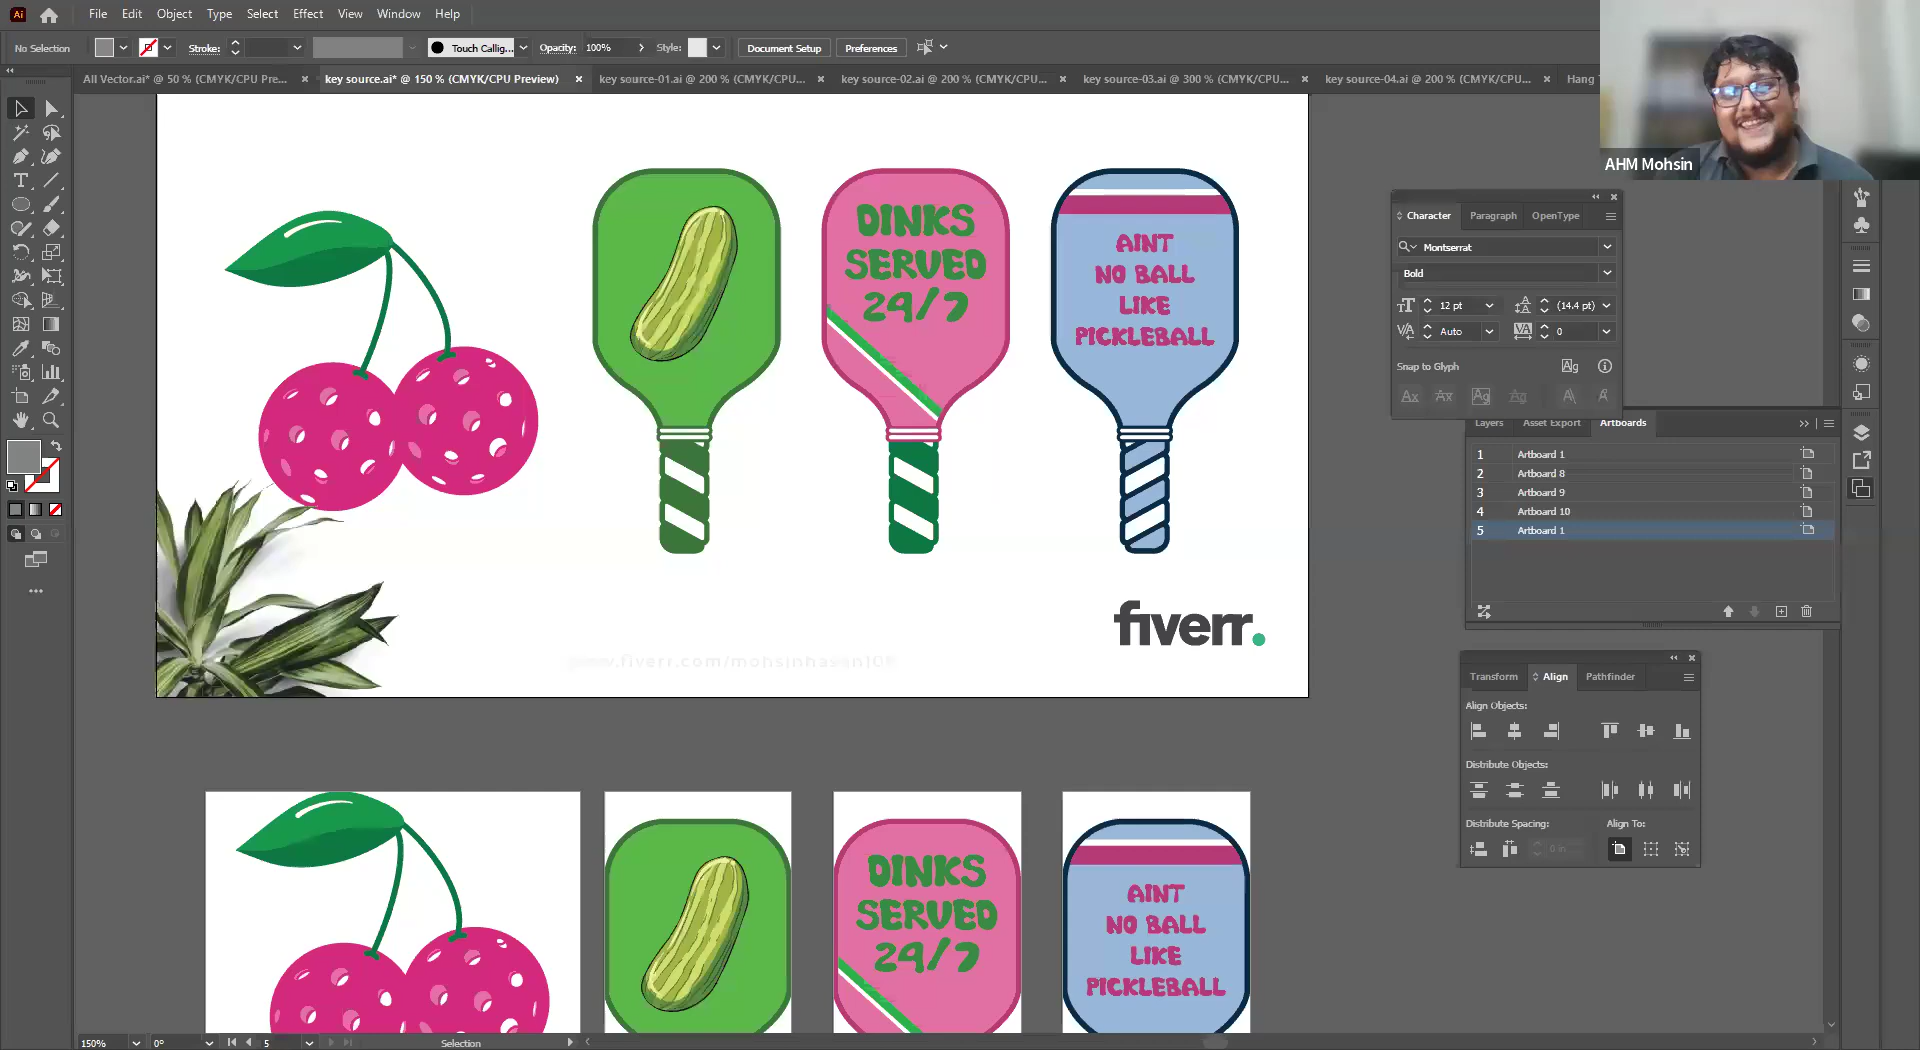 Ai File Edit Object Type Select Effect View Window Help
No Selection Stroke: Touch Callig... Opacity: 100% Style: Document Setup Preferences
All Vector.ai* @ 50 % (CMYK/CPU Pre... key source.ai* @ 150 % (CMYK/CPU Preview) key source-01.ai @ 200 % (CMYK/CPU... key source-02.ai @ 200 % (CMYK/CPU... key source-03.ai @ 300 % (CMYK/CPU... key source-04.ai @ 200 % (CMYK/CPU... Hang
AHM Mohsin
DINKS
SERVED
24/7
AINT
NO BALL
LIKE
PICKLEBALL
fiverr.
Character Paragraph OpenType
Montserrat
Bold
12 pt (14.4 pt)
Auto 0
Snap to Glyph
Layers Asset Export Artboards
1 Artboard 1
2 Artboard 8
3 Artboard 9
4 Artboard 10
5 Artboard 1
Transform Align Pathfinder
Align Objects:
Distribute Objects:
Distribute Spacing: Align To:
0 in
DINKS
SERVED
24/7
AINT
NO BALL
LIKE
PICKLEBALL
150% 0° 5 Selection